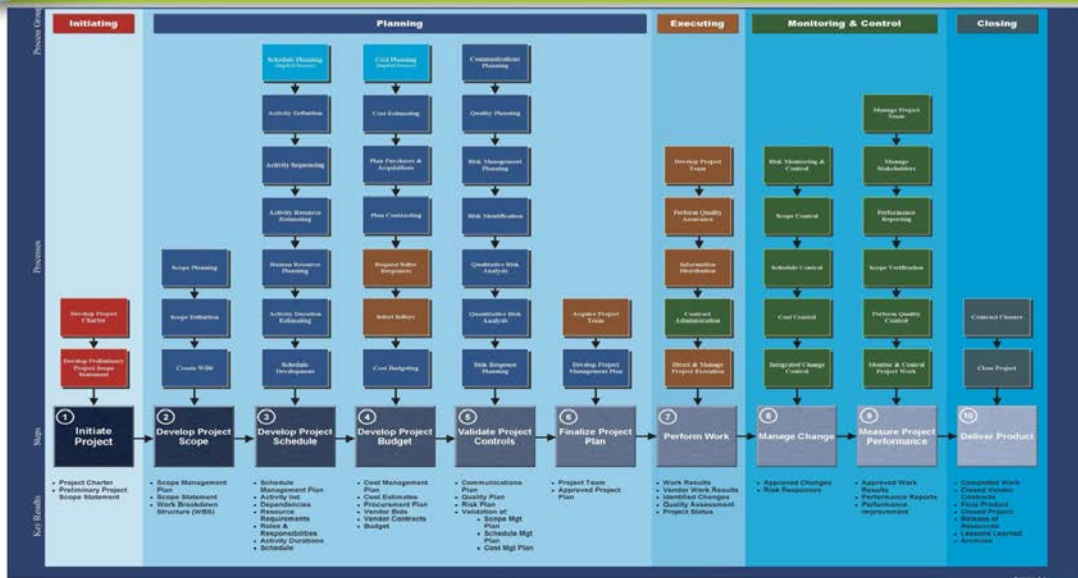 Initiating
Planning
Executing
Monitoring & Control
Closing
Process Group
Processes
Steps
Key Results
Develop Project
Charter
Develop Preliminary
Project Scope
Statement
Scope Planning
Scope Definition
Create WBS
Schedule Planning
Activity Definition
Activity Sequencing
Activity Resource
Estimating
Human Resource
Planning
Activity Duration
Estimating
Schedule
Development
Cost Planning
Cost Estimating
Plan Purchases &
Acquisitions
Plan Contracting
Request Seller
Responses
Select Sellers
Cost Budgeting
Communications
Planning
Quality Planning
Risk Management
Planning
Risk Identification
Qualitative Risk
Analysis
Quantitative Risk
Analysis
Risk Response
Planning
Acquire Project
Team
Develop Project
Management Plan
Develop Project
Team
Perform Quality
Assurance
Information
Distribution
Contract
Administration
Direct & Manage
Project Execution
Risk Monitoring &
Control
Scope Control
Schedule Control
Cost Control
Integrated Change
Control
Manage Project
Team
Manage
Stakeholders
Performance
Reporting
Scope Verification
Perform Quality
Control
Monitor & Control
Project Work
Contract Closure
Close Project
1
Initiate
Project
2
Develop Project
Scope
3
Develop Project
Schedule
4
Develop Project
Budget
5
Validate Project
Controls
6
Finalize Project
Plan
7
Perform Work
8
Manage Change
9
Measure Project
Performance
10
Deliver Product
• Project Charter
• Preliminary Project
Scope Statement
• Scope Management
Plan
• Scope Statement
• Work Breakdown
Structure (WBS)
• Schedule
Management Plan
• Activity ind
Dependencies
• Resource
Requirements
• Roles &
Responsibilities
• Activity Durations
• Schedule
• Cost Management
Plan
• Cost Estimates
• Procurement Plan
• Vendor Bids
• Vendor Contracts
• Budget
• Communications
Plan
• Quality Plan
• Risk Plan
• Validation of:
• Scope Mgt
Plan
• Schedule Mgt
Plan
• Cost Mgt Plan
• Project Team
• Approved Project
Plan
• Work Results
• Vendor Work Results
• Identified Changes
• Quality Assessment
• Project Status
• Approved Changes
• Risk Responses
• Approved Work
Results
• Performance Reports
• Performance
Improvement
• Completed Work
• Closed Vendor
Contracts
• Final Product
• Closed Project
• Release of
Resources
• Lessons Learned
• Archives